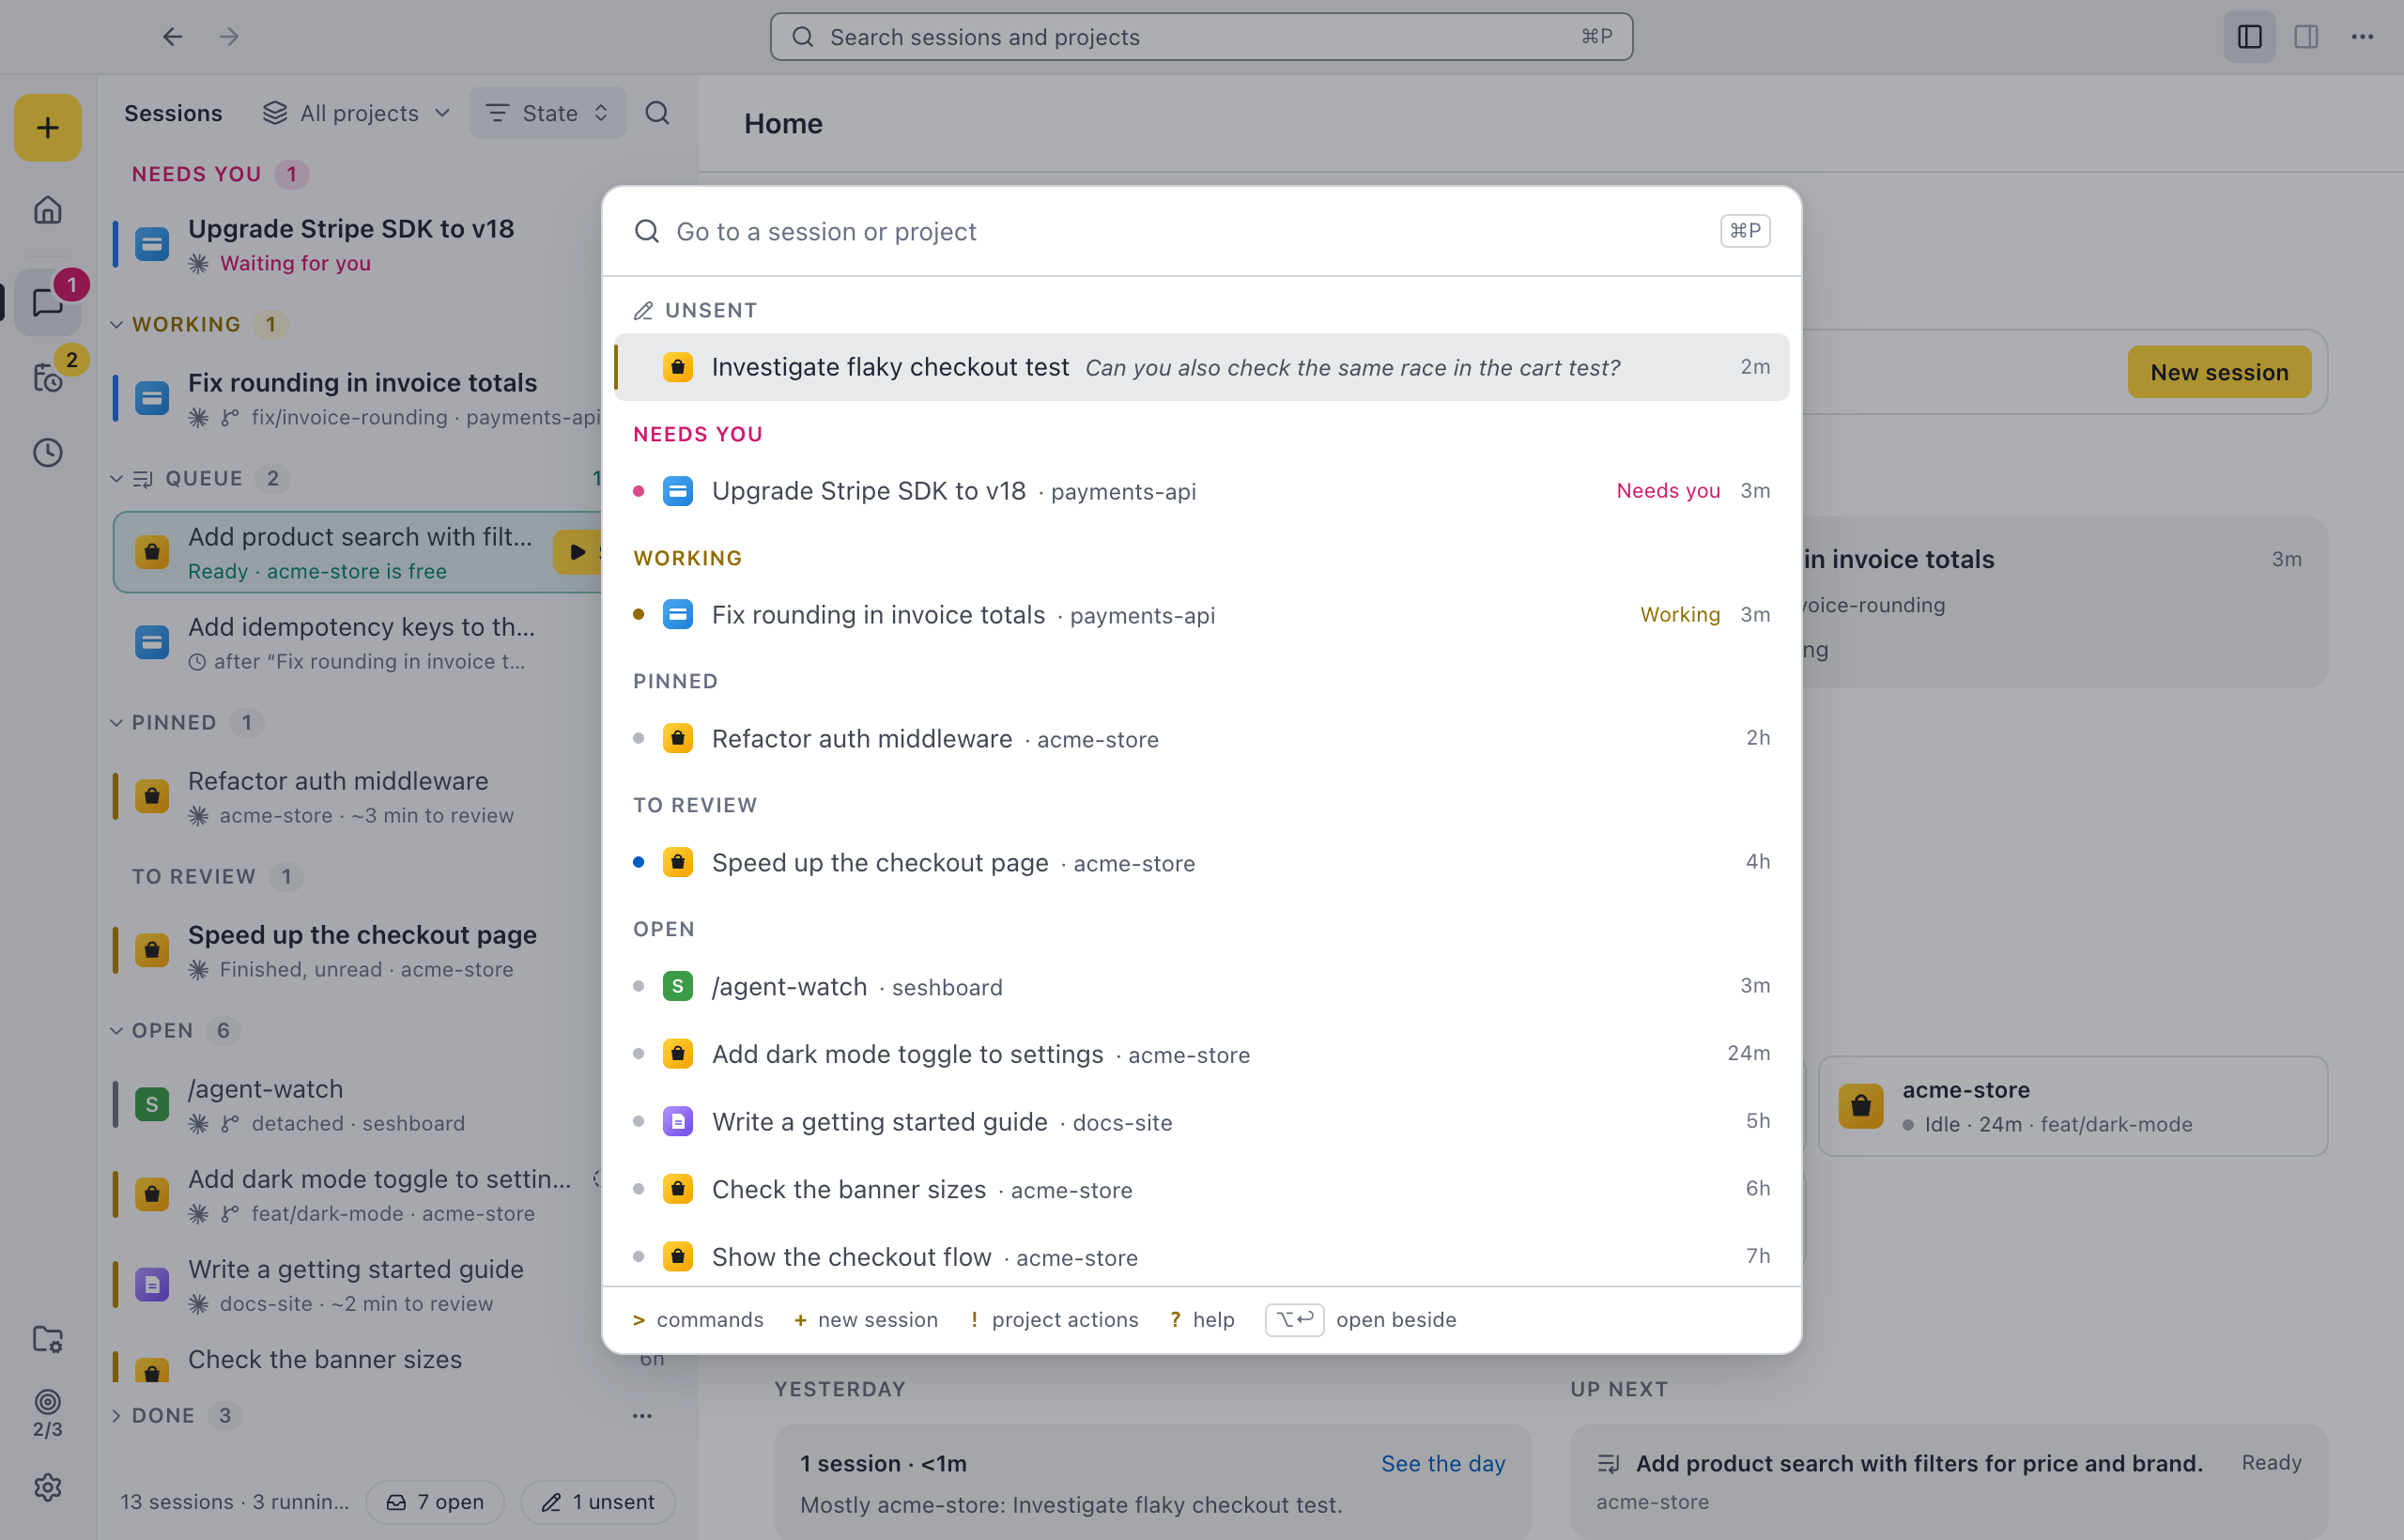 Search sessions and projects ⌘P
Sessions All projects State
Home
NEEDS YOU 1
Upgrade Stripe SDK to v18
Waiting for you
1
WORKING 1
Fix rounding in invoice totals
fix/invoice-rounding · payments-api
2
QUEUE 2 1
Add product search with filt...
Ready · acme-store is free
Add idempotency keys to th...
after “Fix rounding in invoice t...
PINNED 1
Refactor auth middleware
acme-store · ~3 min to review
TO REVIEW 1
Speed up the checkout page
Finished, unread · acme-store
OPEN 6
S /agent-watch
detached · seshboard
Add dark mode toggle to settin...
feat/dark-mode · acme-store
Write a getting started guide
docs-site · ~2 min to review
Check the banner sizes 6h
DONE 3
2/3
13 sessions · 3 runnin... 7 open 1 unsent
Go to a session or project ⌘P
UNSENT
Investigate flaky checkout test Can you also check the same race in the cart test? 2m
NEEDS YOU
Upgrade Stripe SDK to v18 · payments-api Needs you 3m
WORKING
Fix rounding in invoice totals · payments-api Working 3m
PINNED
Refactor auth middleware · acme-store 2h
TO REVIEW
Speed up the checkout page · acme-store 4h
OPEN
S /agent-watch · seshboard 3m
Add dark mode toggle to settings · acme-store 24m
Write a getting started guide · docs-site 5h
Check the banner sizes · acme-store 6h
Show the checkout flow · acme-store 7h
> commands + new session ! project actions ? help ⌥↩ open beside
New session
in invoice totals 3m
voice-rounding
ng
acme-store
Idle · 24m · feat/dark-mode
YESTERDAY
1 session · <1m See the day
Mostly acme-store: Investigate flaky checkout test.
UP NEXT
Add product search with filters for price and brand. Ready
acme-store